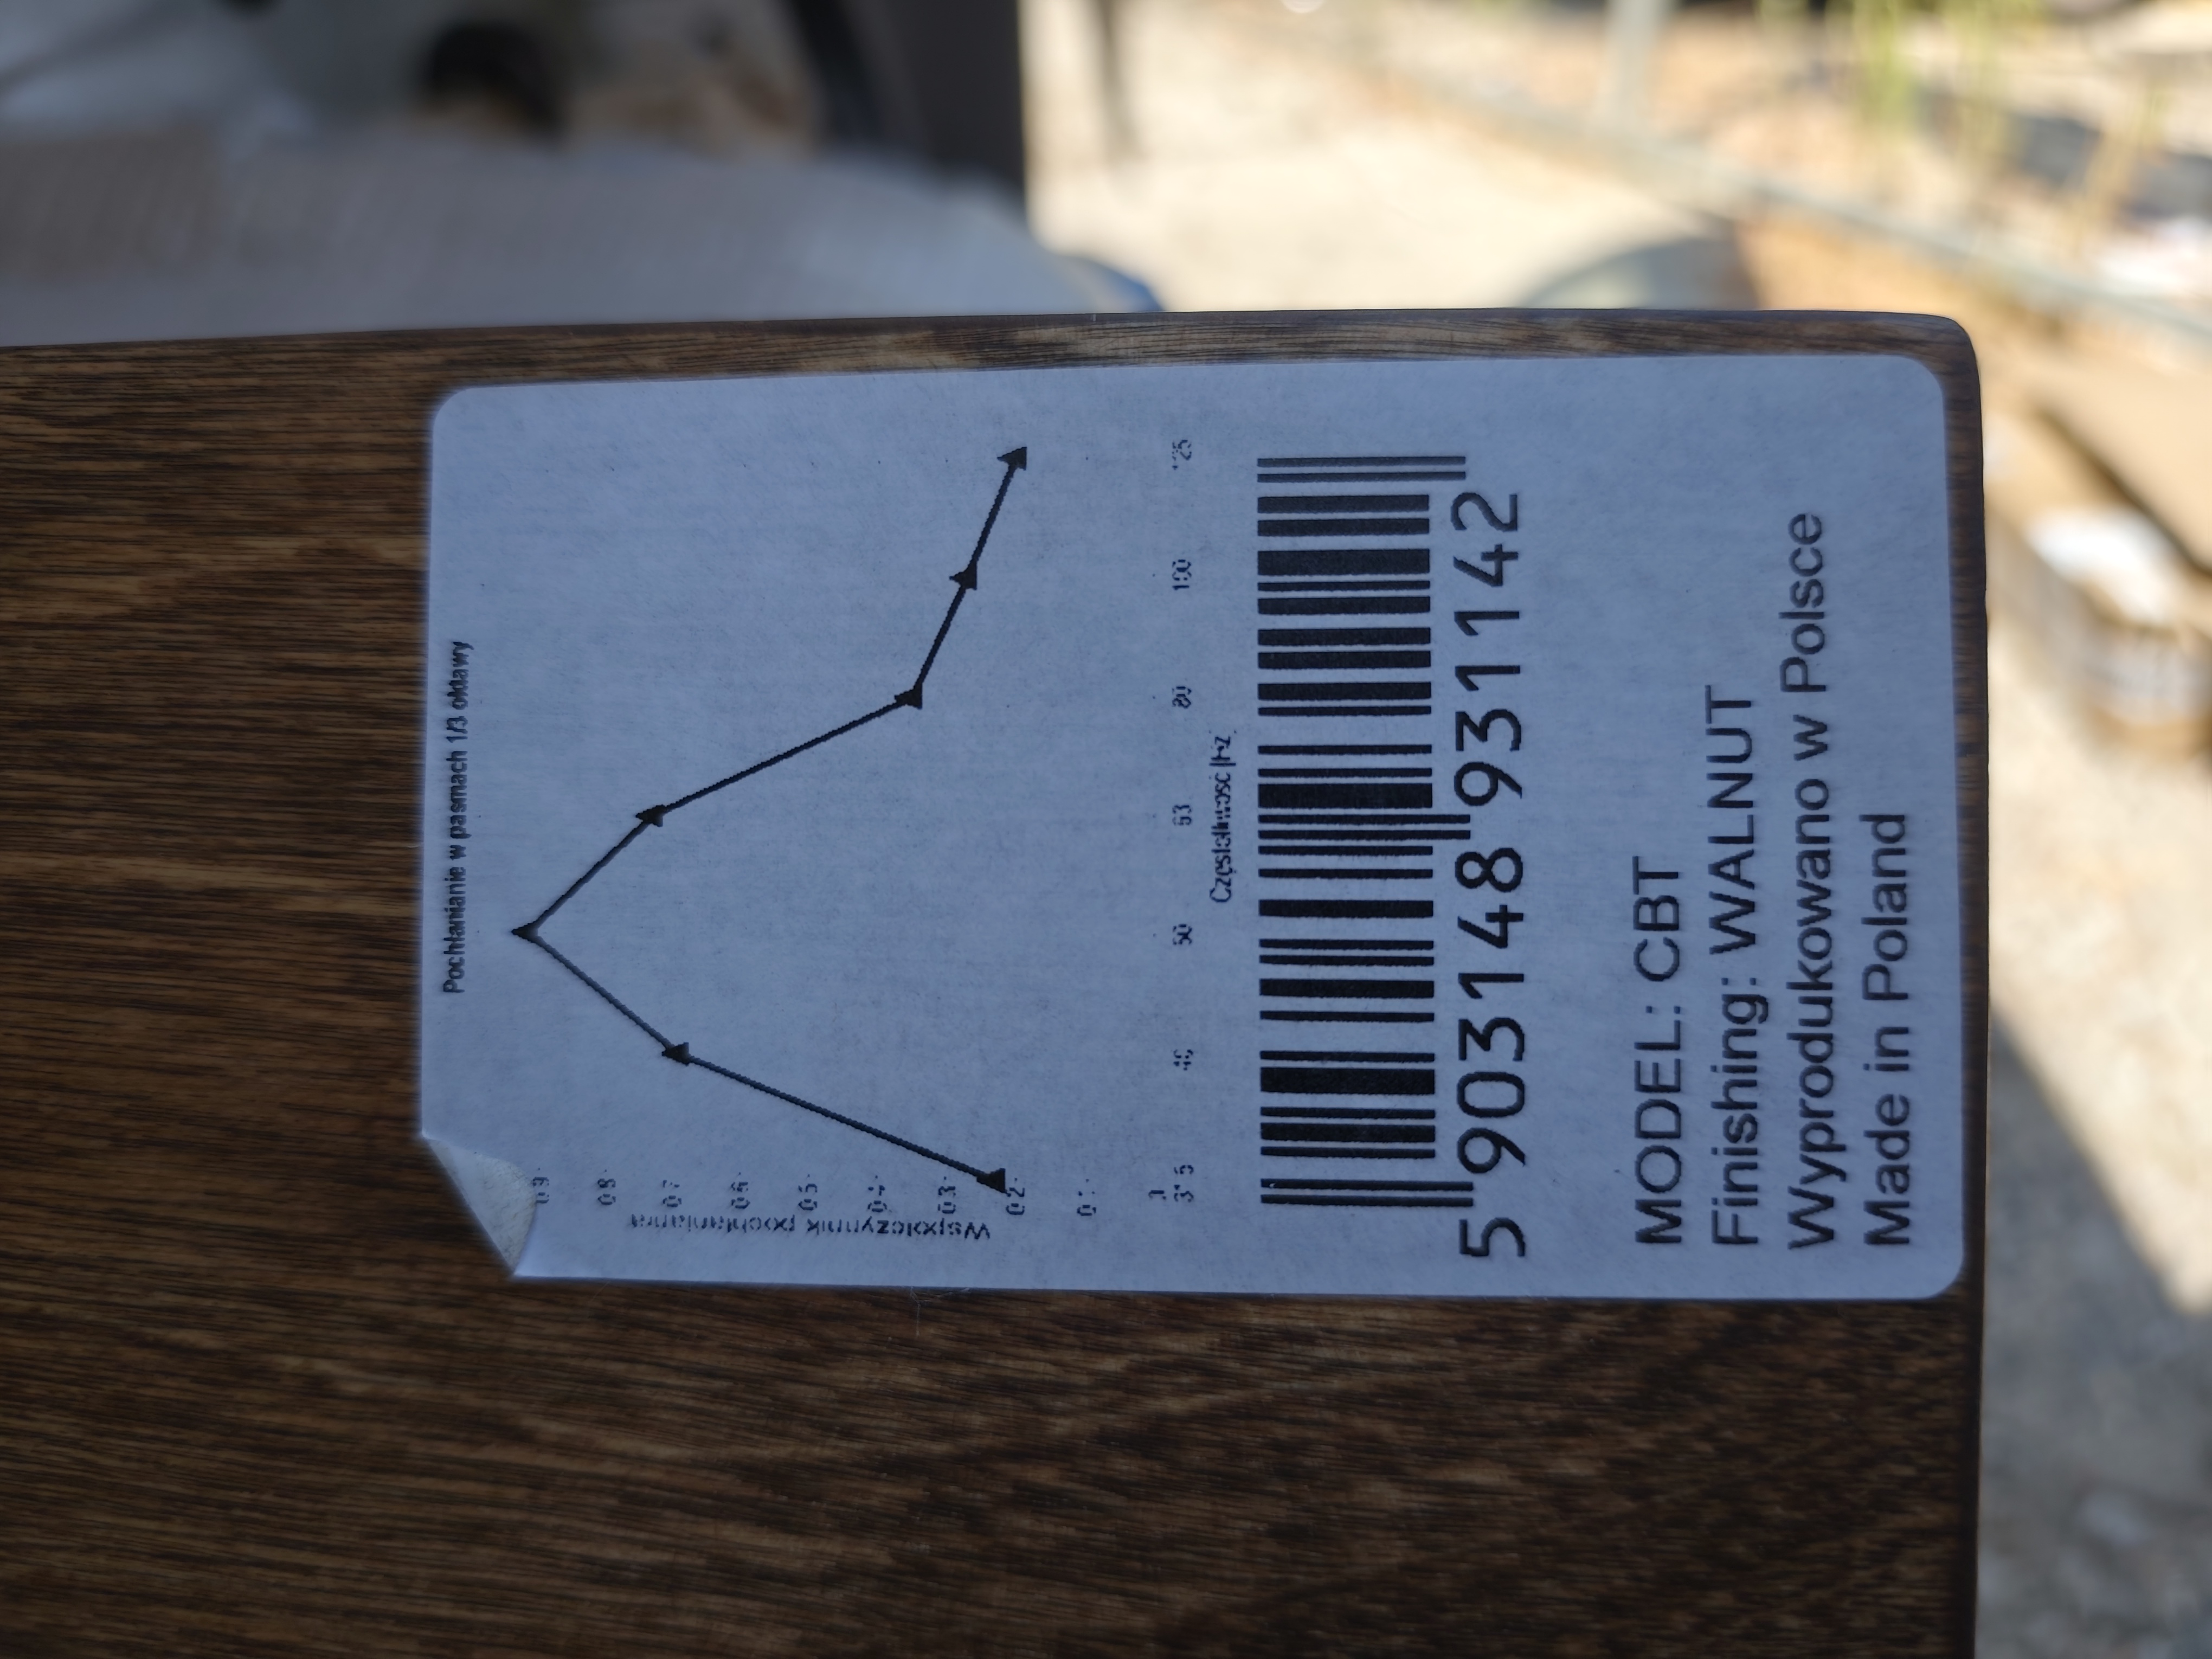 Pochłanianie w pasmach 1/3 oktawy
Współczynnik pochłaniania
0.9
0.8
0.7
0.6
0.5
0.4
0.3
0.2
0.1
0
31.5 40 50 63 80 100 125
Częstotliwość [Hz]
5 903148 931142
MODEL: CBT
Finishing: WALNUT
Wyprodukowano w Polsce
Made in Poland